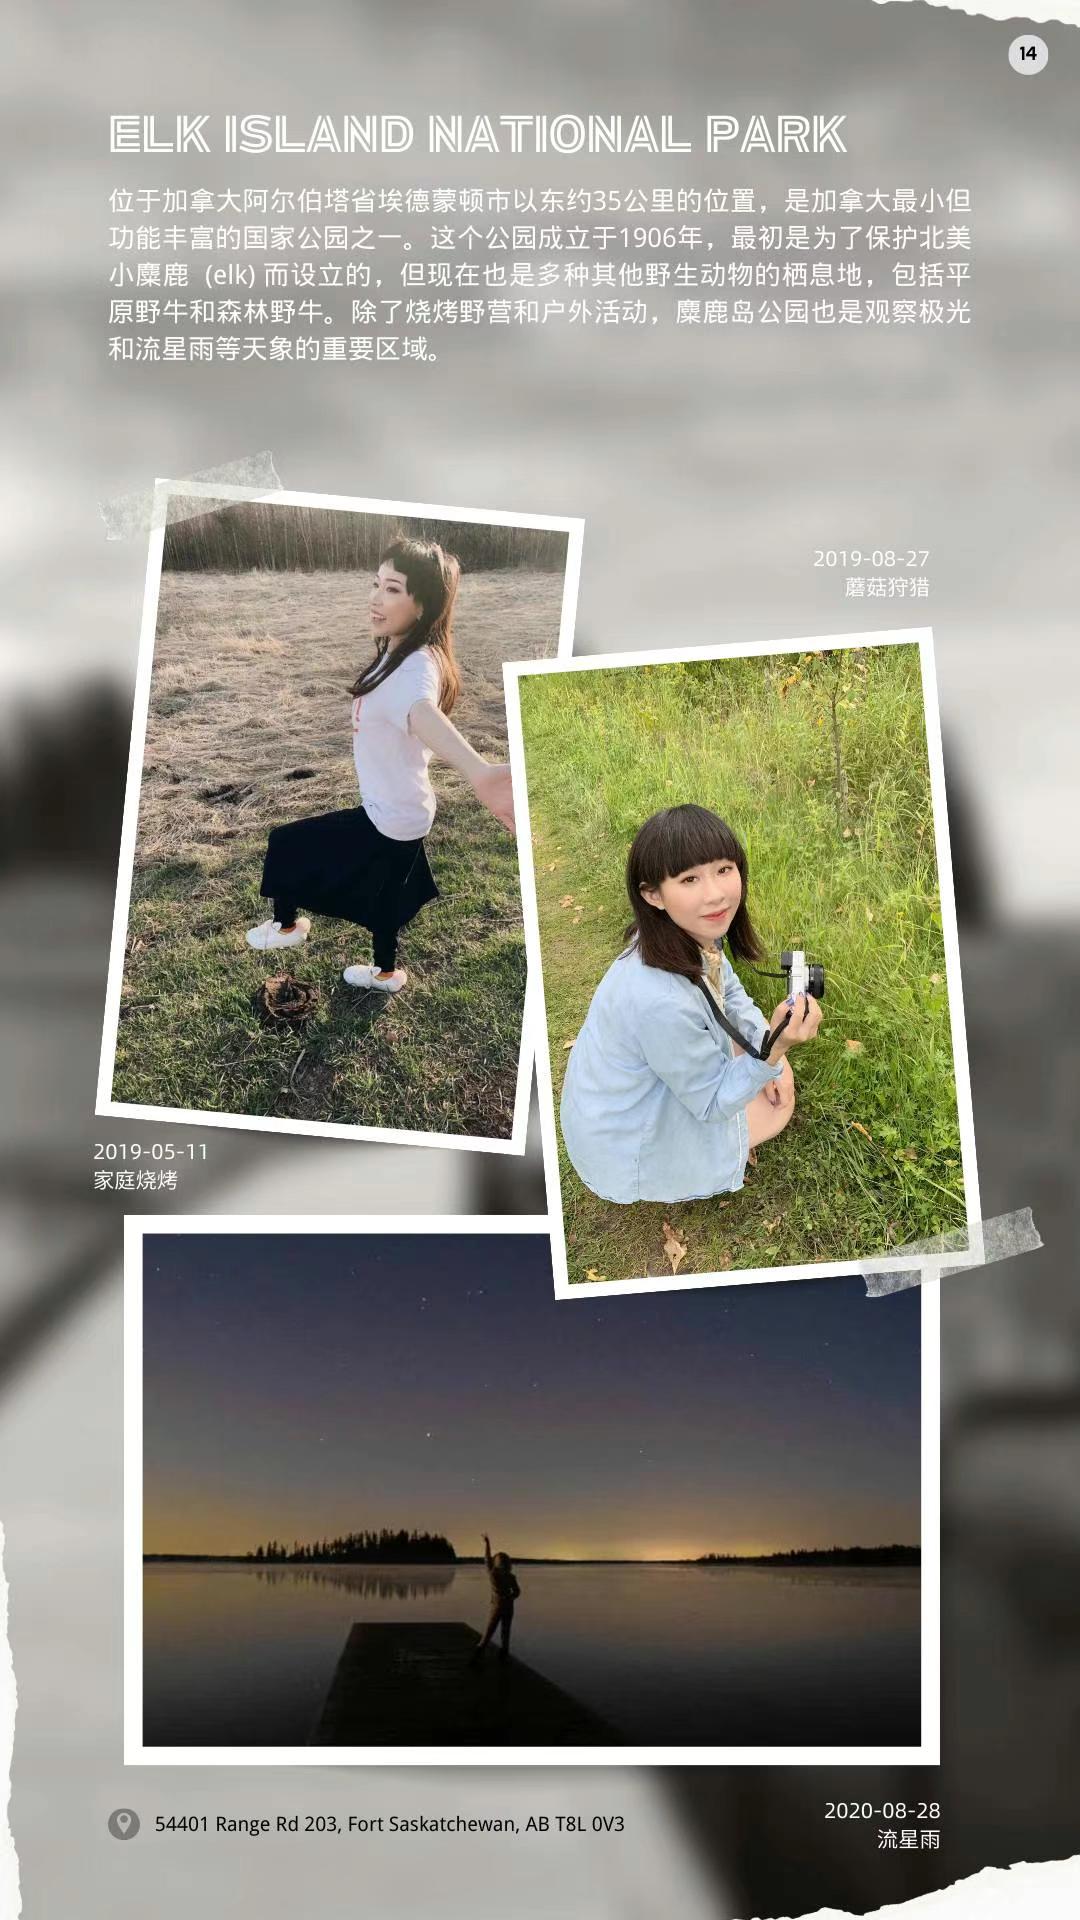 14
ELK ISLAND NATIONAL PARK
位于加拿大阿尔伯塔省埃德蒙顿市以东约35公里的位置，是加拿大最小但
功能丰富的国家公园之一。这个公园成立于1906年，最初是为了保护北美
小麋鹿 (elk) 而设立的，但现在也是多种其他野生动物的栖息地，包括平
原野牛和森林野牛。除了烧烤野营和户外活动，麋鹿岛公园也是观察极光
和流星雨等天象的重要区域。
2019-08-27
蘑菇狩猎
2019-05-11
家庭烧烤
54401 Range Rd 203, Fort Saskatchewan, AB T8L 0V3
2020-08-28
流星雨